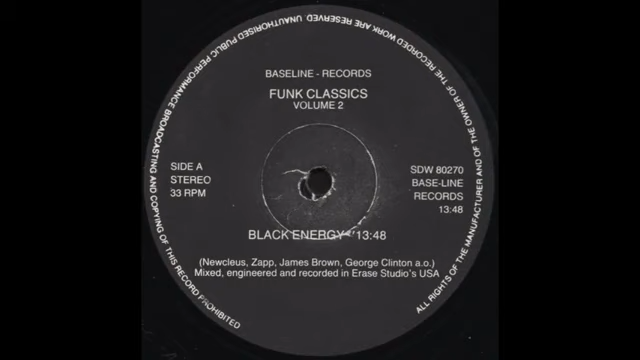 BASELINE - RECORDS
FUNK CLASSICS
VOLUME 2
SIDE A
STEREO
33 RPM
SDW 80270
BASE-LINE
RECORDS
13:48
BLACK ENERGY 13:48
(Newcleus, Zapp, James Brown, George Clinton a.o.)
Mixed, engineered and recorded in Erase Studio's USA
ALL RIGHTS OF THE MANUFACTURER AND OF THE OWNER OF THE RECORDED WORK ARE RESERVED. UNAUTHORISED PUBLIC PERFORMANCE BROADCASTING AND COPYING OF THIS RECORD PROHIBITED